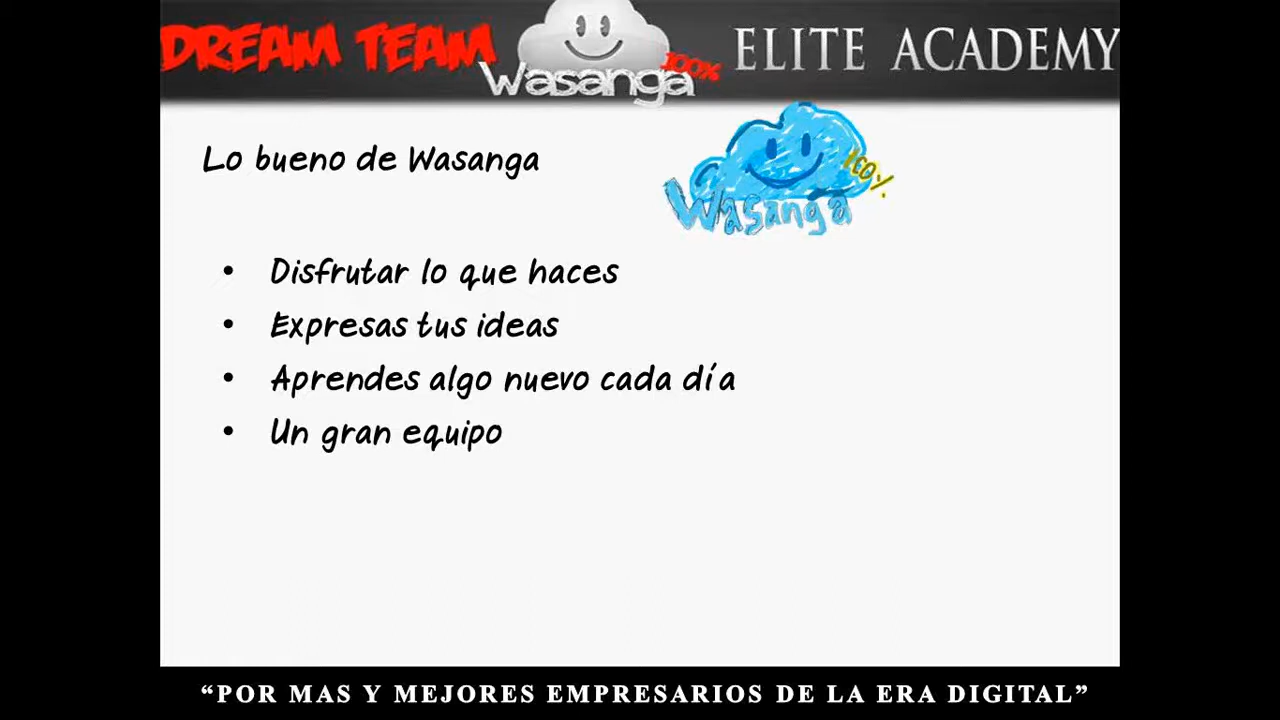 DREAM TEAM Wasanga 100% ELITE ACADEMY
Lo bueno de Wasanga
Wasanga 100%
• Disfrutar lo que haces
• Expresas tus ideas
• Aprendes algo nuevo cada día
• Un gran equipo
“POR MAS Y MEJORES EMPRESARIOS DE LA ERA DIGITAL”